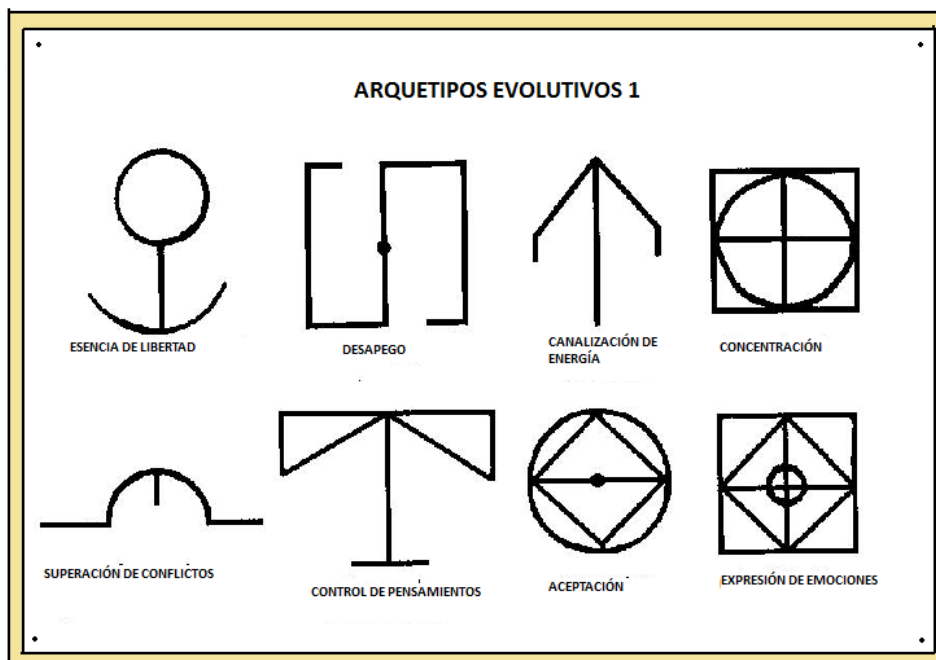 ARQUETIPOS EVOLUTIVOS 1
ESENCIA DE LIBERTAD
DESAPEGO
CANALIZACIÓN DE
ENERGÍA
CONCENTRACIÓN
SUPERACIÓN DE CONFLICTOS
CONTROL DE PENSAMIENTOS
ACEPTACIÓN
EXPRESIÓN DE EMOCIONES